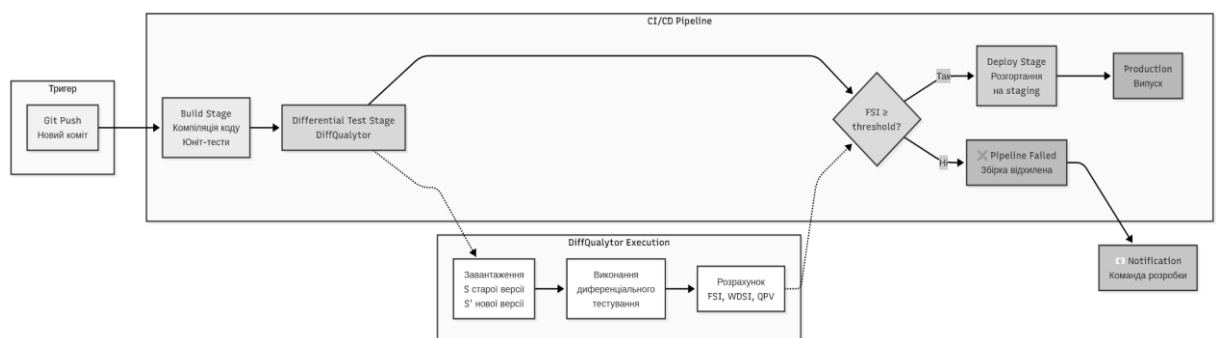 CI/CD Pipeline
Тригер
Git Push
Новий коміт
Build Stage
Компіляція коду
Юніт-тести
Differential Test Stage
DiffQualytor
FSI ≥
threshold?
Так
Ні
Deploy Stage
Розгортання
на staging
Production
Випуск
❌ Pipeline Failed
Збірка відхилена
Notification
Команда розробки
DiffQualytor Execution
Завантаження
S старої версії
S' нової версії
Виконання
диференціального
тестування
Розрахунок
FSI, WDSI, QPV